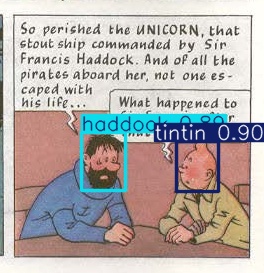 So perished the UNICORN, that
stout ship commanded by Sir
Francis Haddock. And of all the
pirates aboard her, not one es-
caped with
his life...
What happened to
haddock 0.89
tintin 0.90